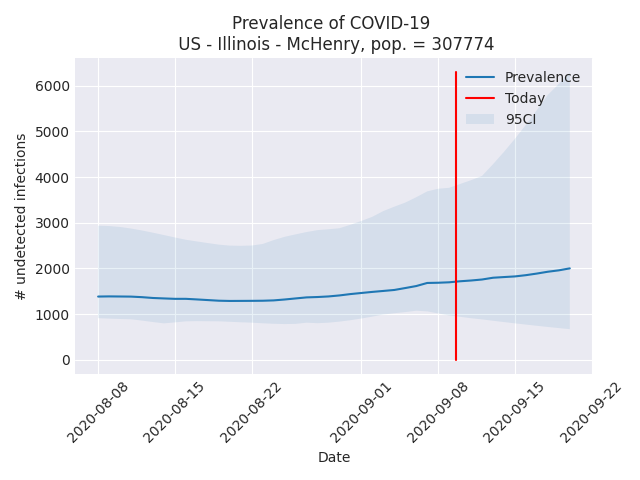 Prevalence of COVID-19
US - Illinois - McHenry, pop. = 307774
# undetected infections
6000
5000
4000
3000
2000
1000
0
Prevalence
Today
95CI
2020-08-08
2020-08-15
2020-08-22
2020-09-01
2020-09-08
2020-09-15
2020-09-22
Date